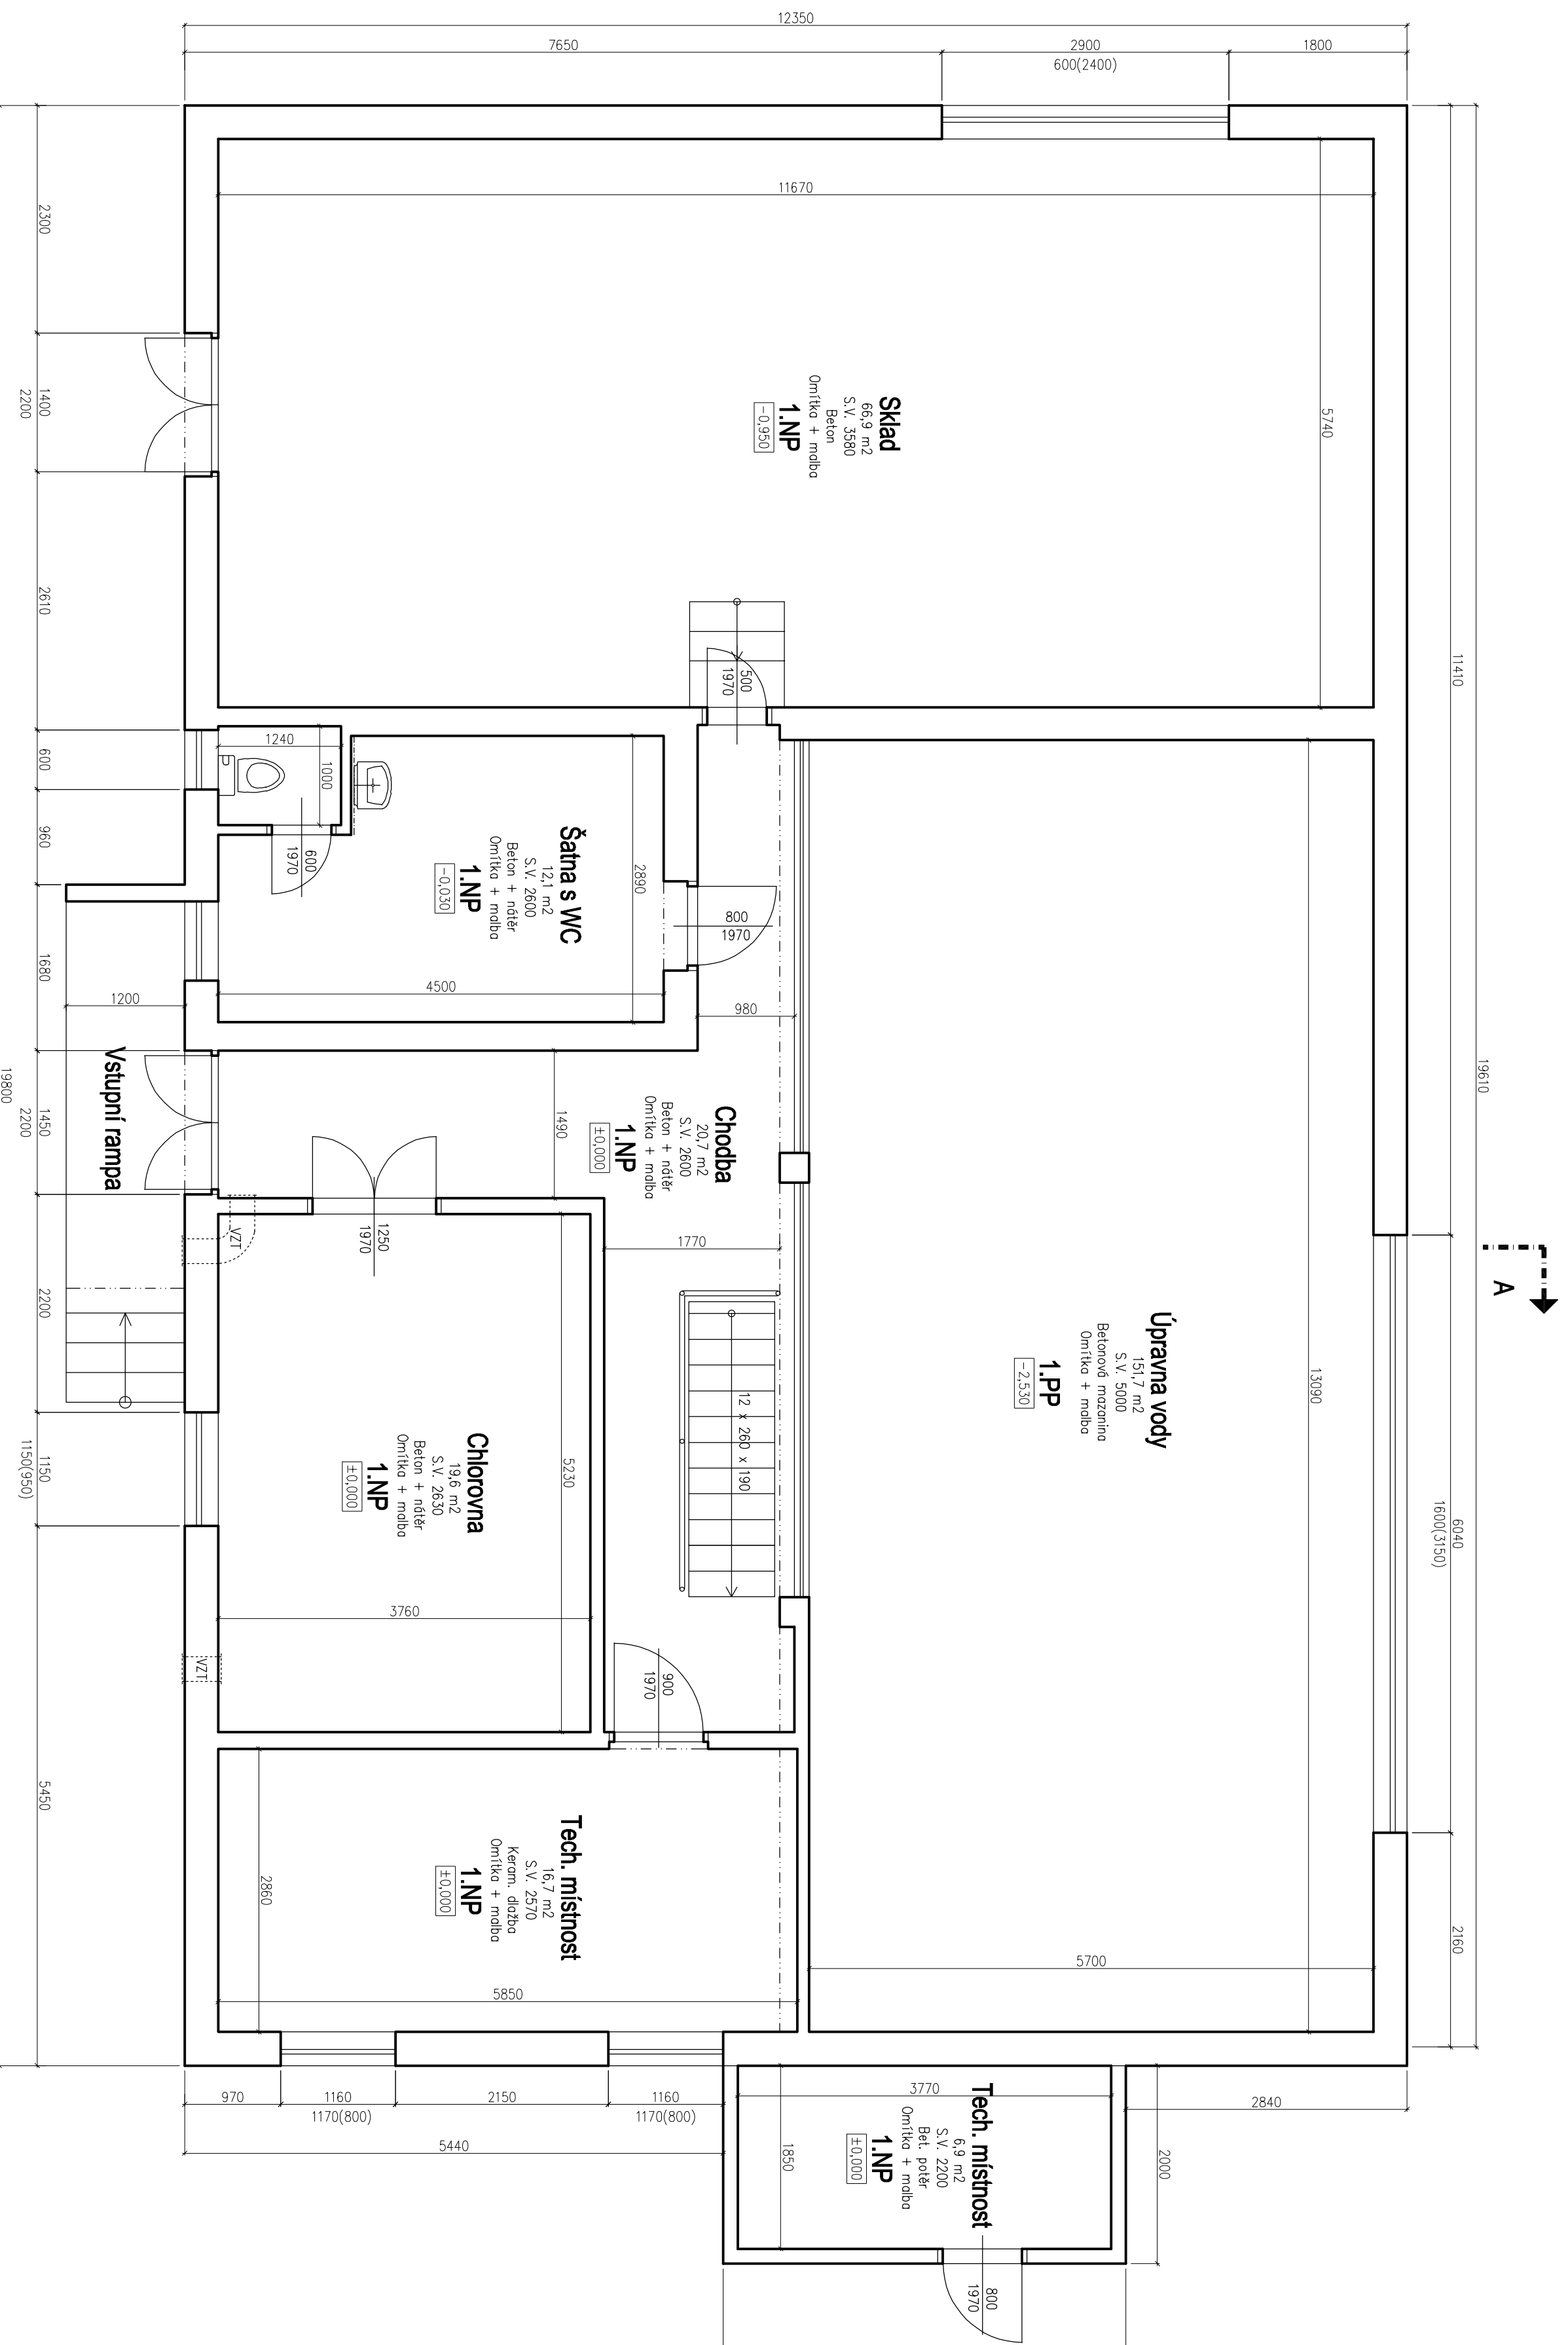 12350
7650
2900
600(2400)
1800
19610
11410
6040
1600(3150)
2160
A
11670
5740
Sklad
66,9 m2
S.V. 3580
Beton
Omítka + malba
1.NP
-0,950
500
1970
13090
5700
Úpravna vody
151,7 m2
S.V. 5000
Betonová mazanina
Omítka + malba
1.PP
-2,530
1240
1000
600
1970
Šatna s WC
12,1 m2
S.V. 2600
Beton + nátěr
Omítka + malba
1.NP
-0,030
2890
4500
800
1970
980
Chodba
20,7 m2
S.V. 2600
Beton + nátěr
Omítka + malba
1.NP
±0,000
1490
1770
12 x 260 x 190
1250
1970
VZT
Chlorovna
19,6 m2
S.V. 2630
Beton + nátěr
Omítka + malba
1.NP
±0,000
5230
3760
VZT
900
1970
Tech. místnost
16,7 m2
S.V. 2570
Keram. dlažba
Omítka + malba
1.NP
±0,000
2860
5850
Tech. místnost
6,9 m2
S.V. 2200
Bet. potěr
Omítka + malba
1.NP
±0,000
3770
1850
2000
2840
800
1970
970
1160
1170(800)
2150
1160
1170(800)
5440
1200
Vstupní rampa
2300
1400
2200
2610
600
960
1680
1450
2200
2200
1150
1150(950)
5450
19800